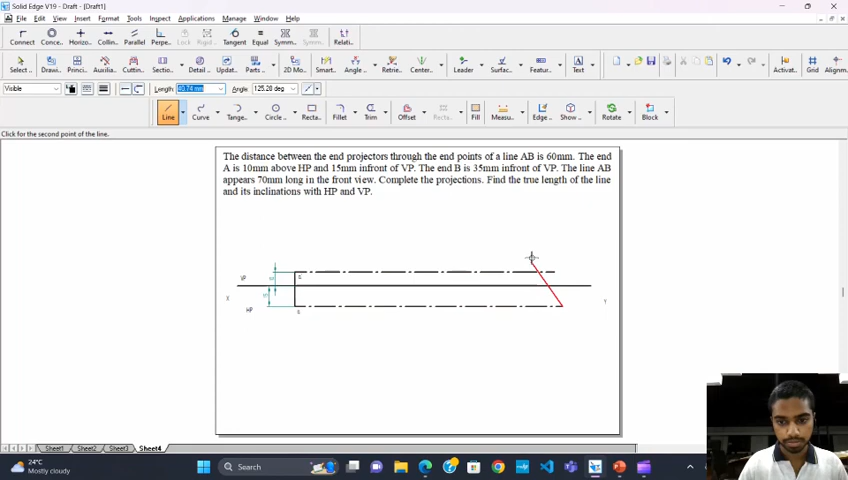 Solid Edge V19 - Draft - [Draft1]
File Edit View Insert Format Tools Inspect Applications Manage Window Help
Connect Conce.. Horizo.. Collin.. Parall.. Perpe.. Lock Rigid.. Tangent Equal Symm.. Symm.. Relati..
Select .. Drawi.. Princi.. Auxilia.. Cuttin.. Sectio.. Detail .. Updat.. Parts .. 2D Mo.. Smart.. Angle .. Retrie.. Center.. Leader Surfac.. Featur.. Text Activat.. Grid Alignm..
Visible Length: Angle: 125.20 deg
Line Curve Tange.. Circle .. Recta.. Fillet Trim Offset Recta.. Fill Measu.. Edge .. Show .. Rotate Block
Click for the second point of the line.
The distance between the end projectors through the end points of a line AB is 60mm. The end
A is 10mm above HP and 15mm infront of VP. The end B is 35mm infront of VP. The line AB
appears 70mm long in the front view. Complete the projections. Find the true length of the line
and its inclinations with HP and VP.
VP
X
Y
HP
Sheet1 Sheet2 Sheet3 Sheet4
24°C
Mostly cloudy
Search